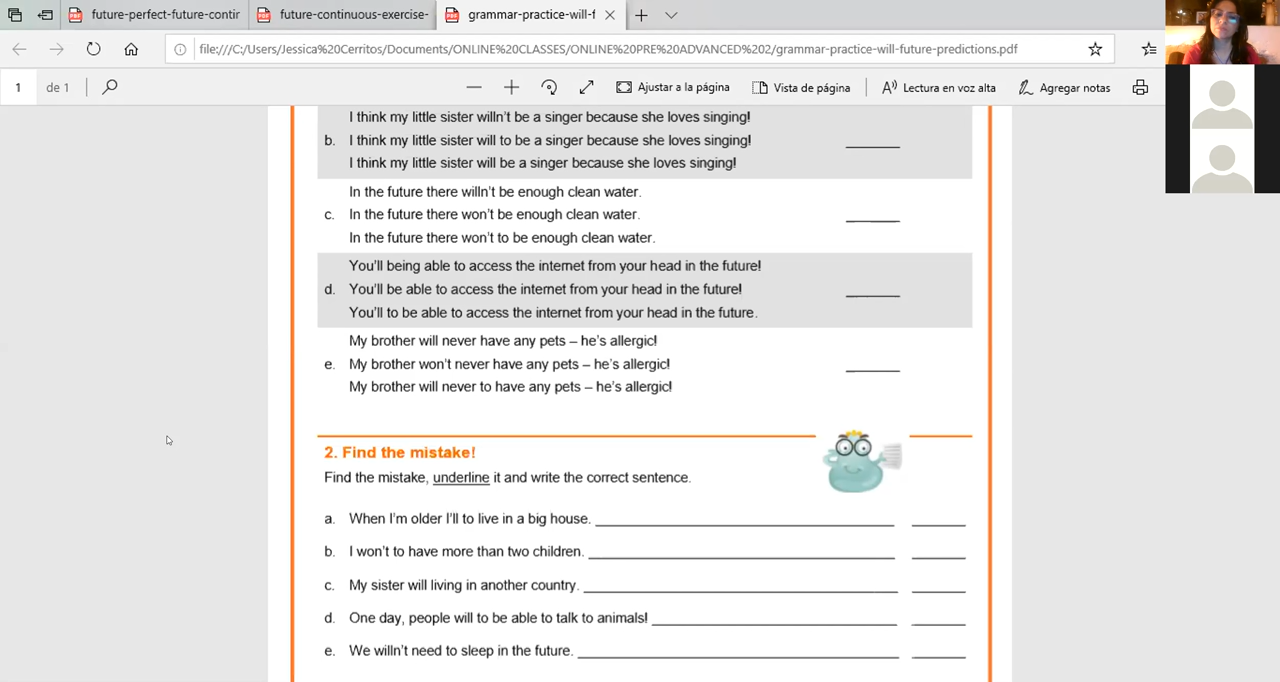 future-perfect-future-contir
future-continuous-exercise-
grammar-practice-will-f
file:///C:/Users/Jessica%20Cerritos/Documents/ONLINE%20CLASSES/ONLINE%20PRE%20ADVANCED%202/grammar-practice-will-future-predictions.pdf
1 de 1
Ajustar a la página
Vista de página
Lectura en voz alta
Agregar notas
I think my little sister willn't be a singer because she loves singing!
b. I think my little sister will to be a singer because she loves singing!
I think my little sister will be a singer because she loves singing!
In the future there willn't be enough clean water.
c. In the future there won't be enough clean water.
In the future there won't to be enough clean water.
You'll being able to access the internet from your head in the future!
d. You'll be able to access the internet from your head in the future!
You'll to be able to access the internet from your head in the future.
My brother will never have any pets – he's allergic!
e. My brother won't never have any pets – he's allergic!
My brother will never to have any pets – he's allergic!
2. Find the mistake!
Find the mistake, underline it and write the correct sentence.
a. When I'm older I'll to live in a big house.
b. I won't to have more than two children.
c. My sister will living in another country.
d. One day, people will to be able to talk to animals!
e. We willn't need to sleep in the future.